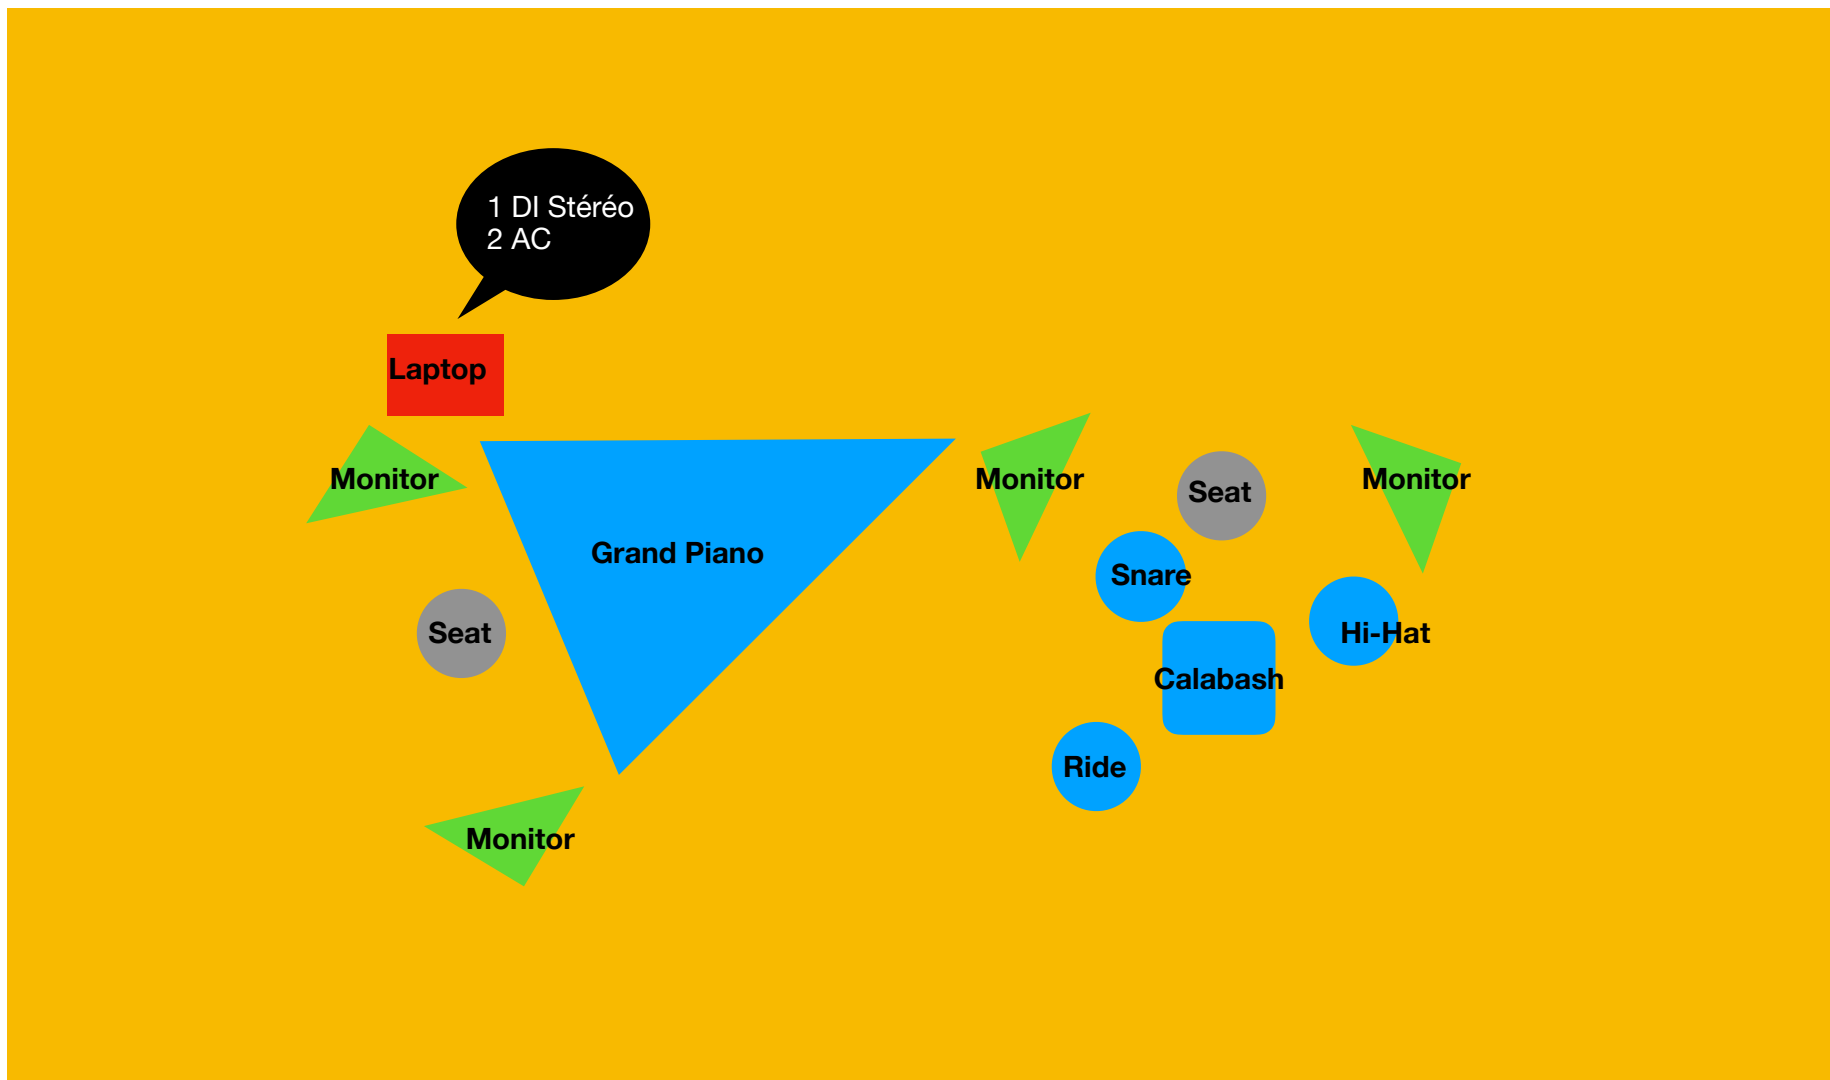 1 DI Stéréo
2 AC
Laptop
Monitor
Monitor
Seat
Monitor
Grand Piano
Snare
Seat
Hi-Hat
Calabash
Ride
Monitor